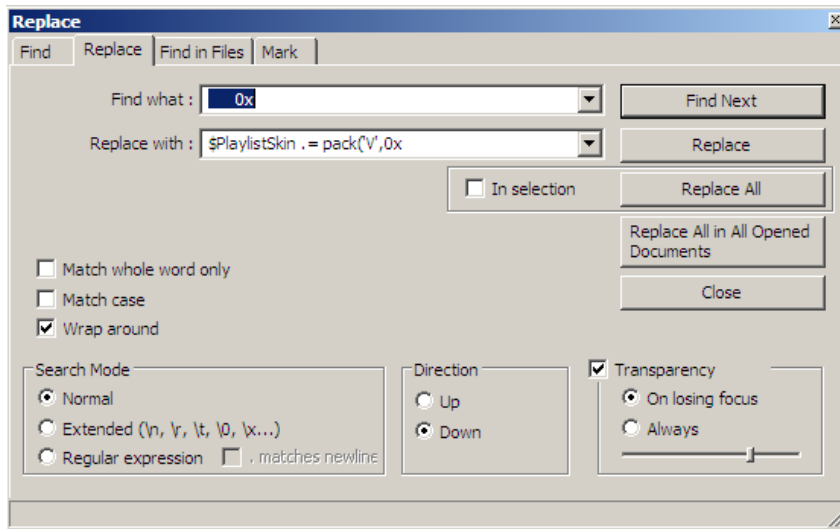 Replace
Find Replace Find in Files Mark
Find what : 0x Find Next
Replace with : $PlaylistSkin .= pack('V',0x Replace
In selection Replace All
Replace All in All Opened
Documents
Match whole word only
Match case Close
Wrap around
Search Mode Direction Transparency
Normal Up On losing focus
Extended (\n, \r, \t, \0, \x...) Down Always
Regular expression . matches newline